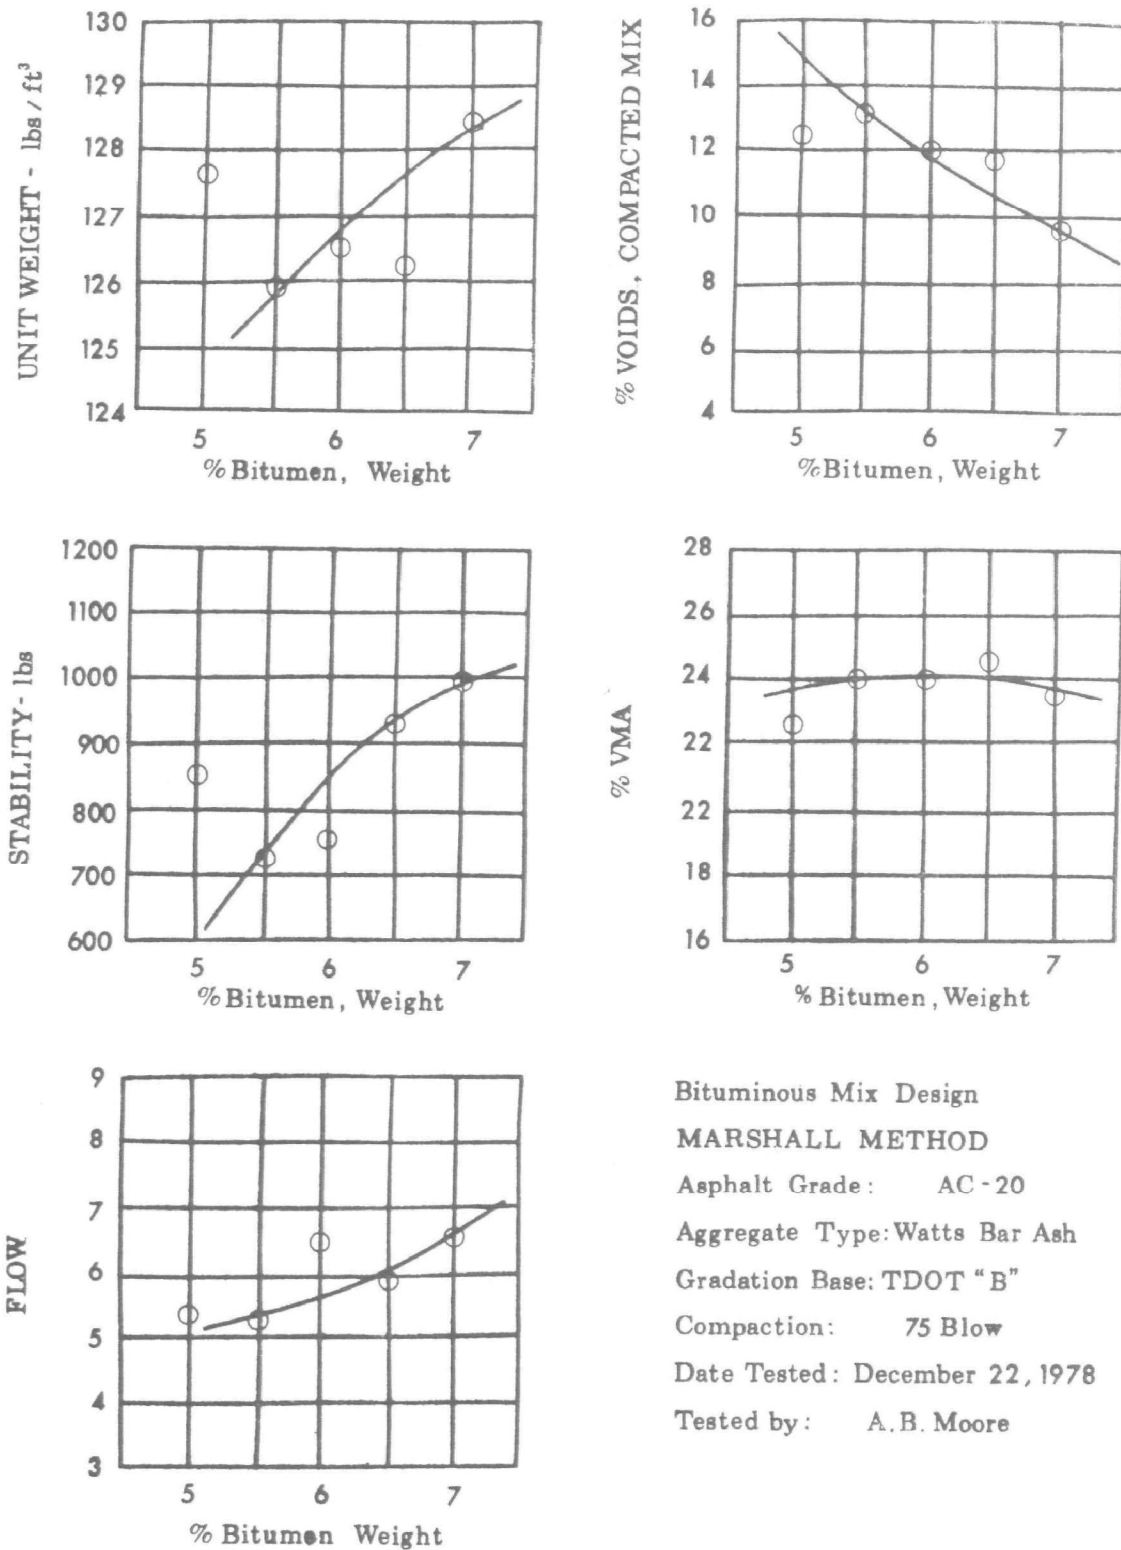 UNIT WEIGHT - lbs / ft³
130
129
128
127
126
125
124
5 6 7
% Bitumen, Weight
% VOIDS., COMPACTED MIX
16
14
12
10
8
6
4
5 6 7
% Bitumen, Weight
STABILITY - lbs
1200
1100
1000
900
800
700
600
5 6 7
% Bitumen, Weight
% VMA
28
26
24
22
22
18
16
5 6 7
% Bitumen, Weight
FLOW
9
8
7
6
5
4
3
5 6 7
% Bitumen Weight
Bituminous Mix Design
MARSHALL METHOD
Asphalt Grade: AC-20
Aggregate Type: Watts Bar Ash
Gradation Base: TDOT "B"
Compaction: 75 Blow
Date Tested: December 22, 1978
Tested by: A.B. Moore